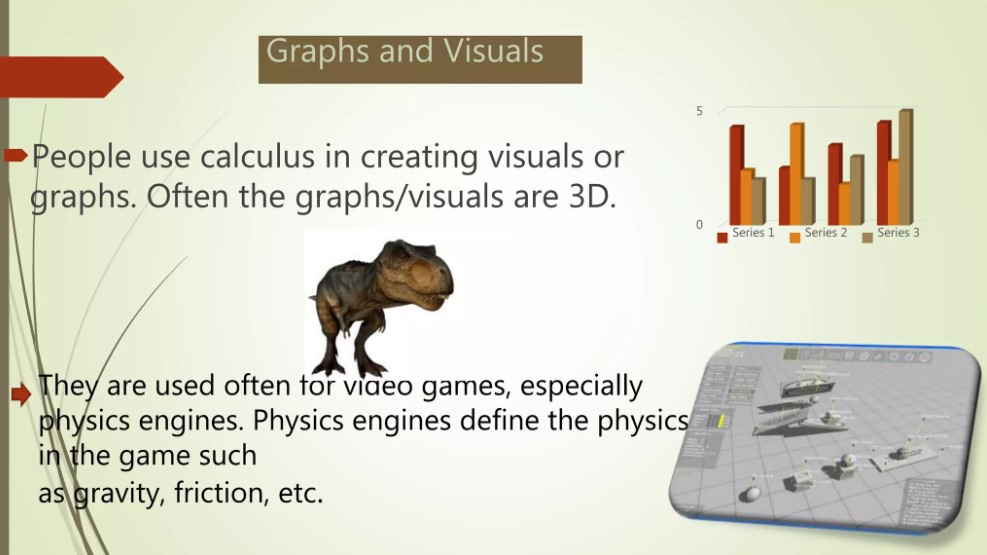 Graphs and Visuals
People use calculus in creating visuals or
graphs. Often the graphs/visuals are 3D.
5
0
Series 1 Series 2 Series 3
They are used often for video games, especially
physics engines. Physics engines define the physics
in the game such
as gravity, friction, etc.